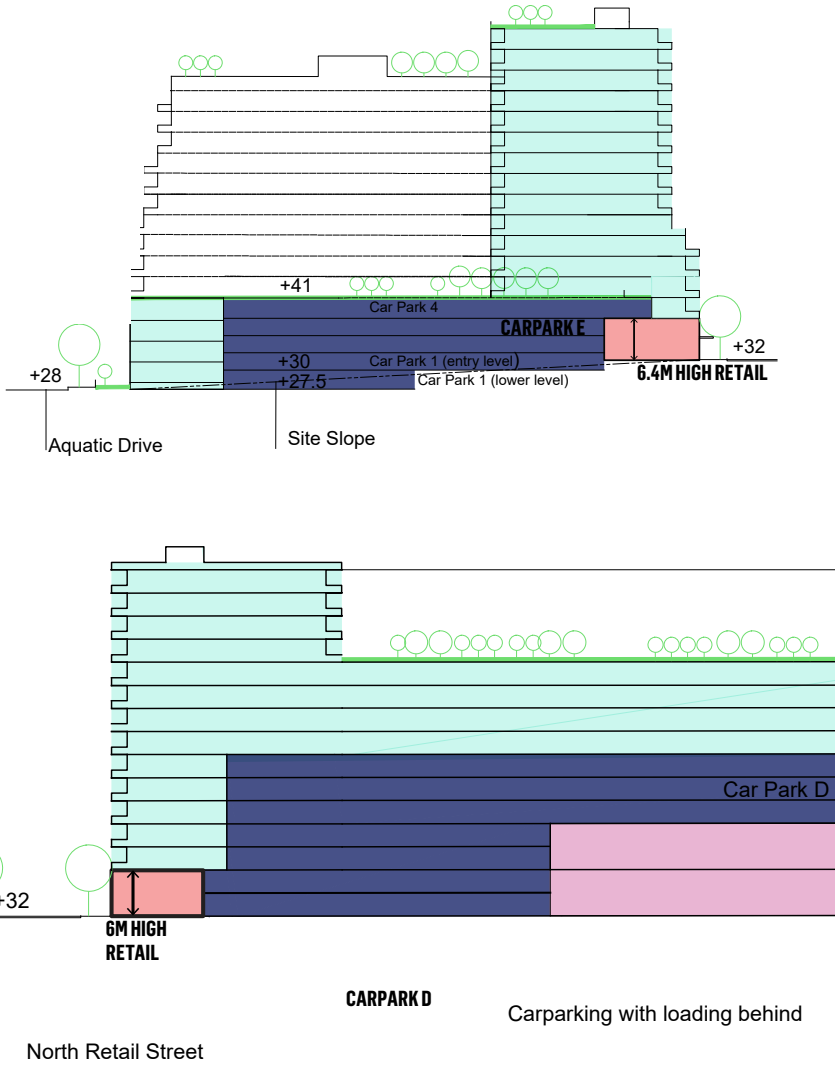 +41
Car Park 4
CARPARK E
+32
+30
Car Park 1 (entry level)
6.4M HIGH RETAIL
+28
+27.5
Car Park 1 (lower level)
Aquatic Drive
Site Slope
Car Park D
+32
6M HIGH
RETAIL
CARPARK D
Carparking with loading behind
North Retail Street